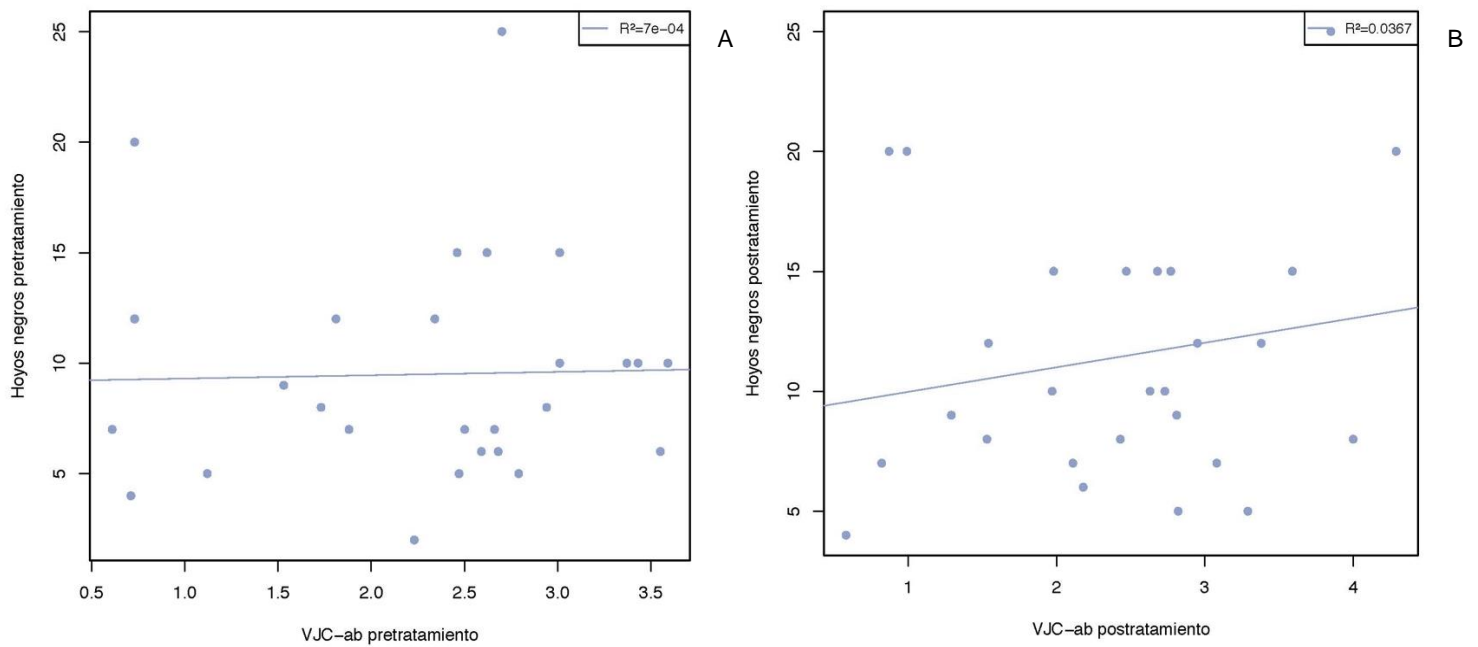 R²=7e−04
A
Hoyos negros pretratamiento
25
20
15
10
5
0.5 1.0 1.5 2.0 2.5 3.0 3.5
VJC−ab pretratamiento
R²=0.0367
B
Hoyos negros postratamiento
25
20
15
10
5
1 2 3 4
VJC−ab postratamiento